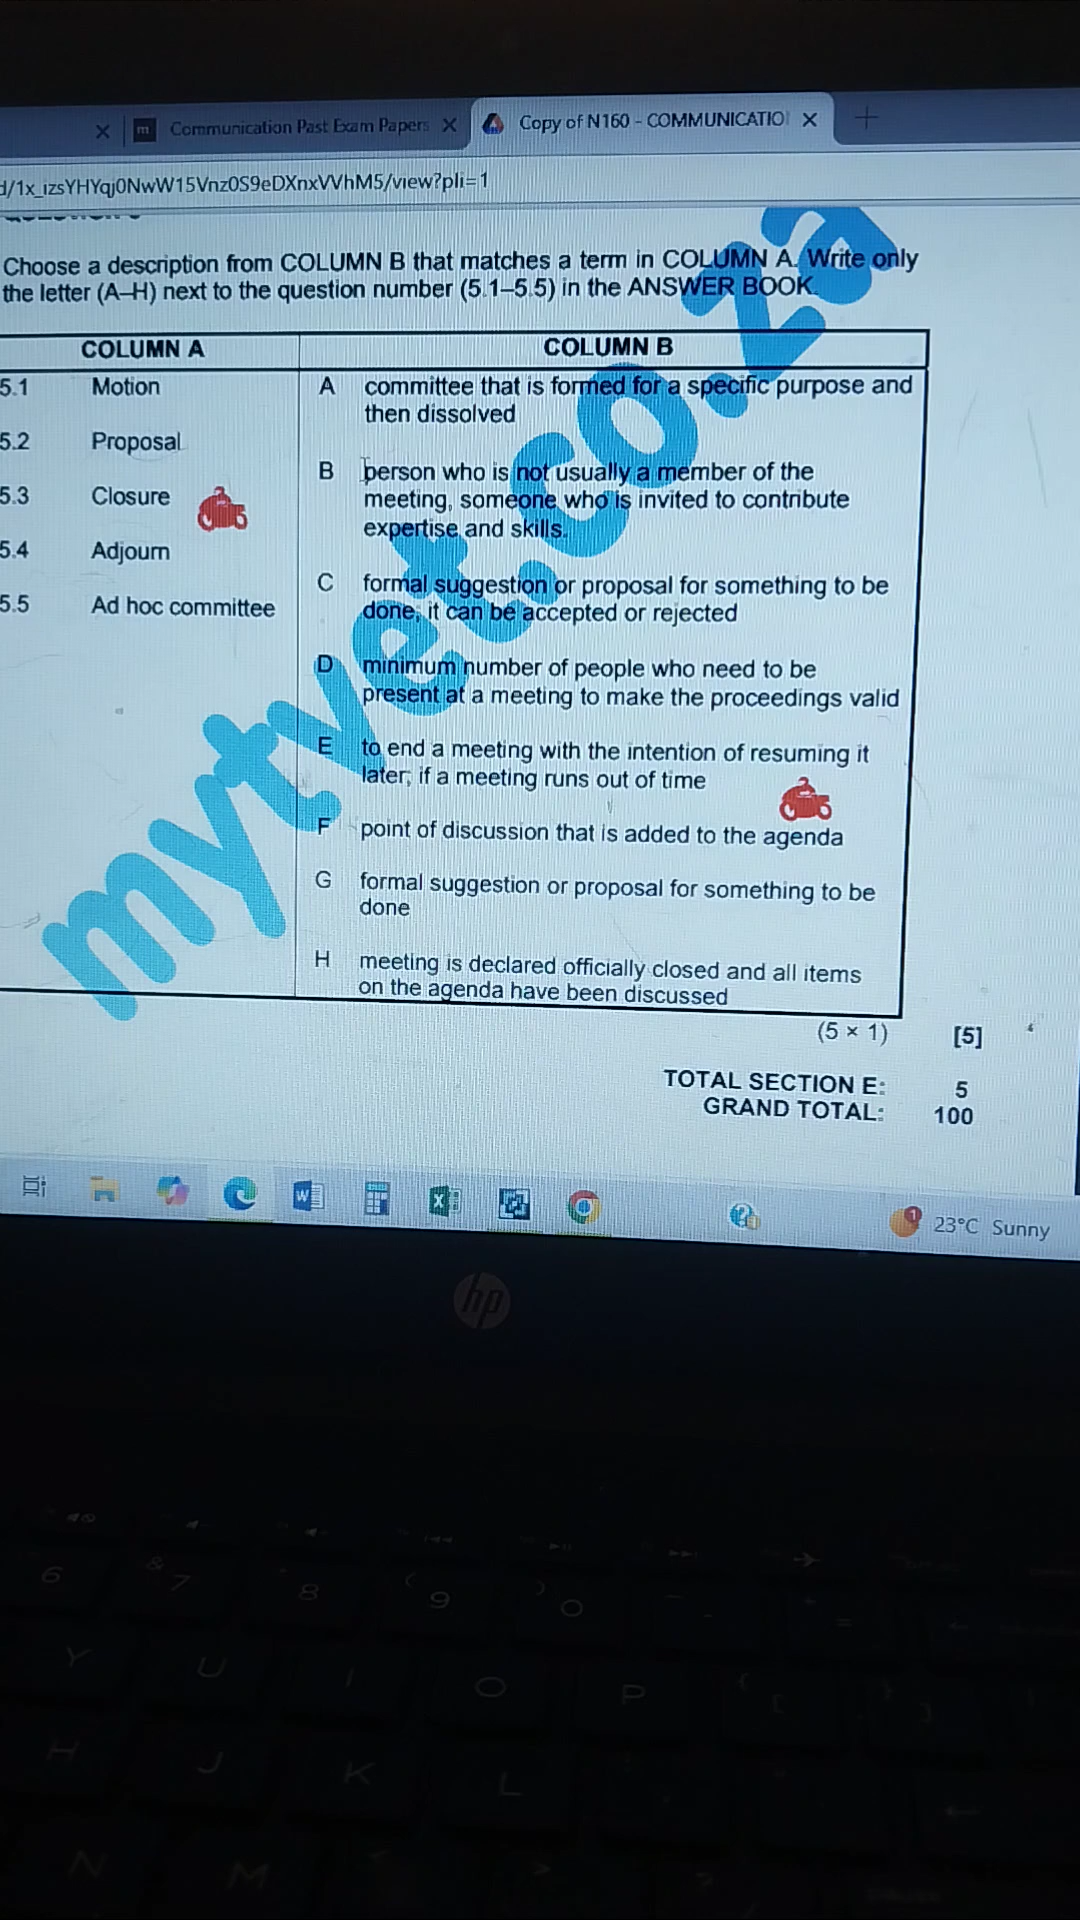 Communication Past Exam Papers
Copy of N160 - COMMUNICATIO
d/1x_izsYHYqj0NwW15Vnz0S9eDXnxVVhM5/view?pli=1
Choose a description from COLUMN B that matches a term in COLUMN A. Write only
the letter (A–H) next to the question number (5.1–5.5) in the ANSWER BOOK.
COLUMN A
COLUMN B
5.1 Motion
5.2 Proposal
5.3 Closure
5.4 Adjourn
5.5 Ad hoc committee
A committee that is formed for a specific purpose and
then dissolved
B person who is not usually a member of the
meeting, someone who is invited to contribute
expertise and skills.
C formal suggestion or proposal for something to be
done, it can be accepted or rejected
D minimum number of people who need to be
present at a meeting to make the proceedings valid
E to end a meeting with the intention of resuming it
later, if a meeting runs out of time
F point of discussion that is added to the agenda
G formal suggestion or proposal for something to be
done
H meeting is declared officially closed and all items
on the agenda have been discussed
(5 × 1) [5]
TOTAL SECTION E: 5
GRAND TOTAL: 100
mytvet.co.za
23°C Sunny
hp
6 & 7 8 ( 9 ) 0 - =
Y U I O P { [ } ]
H J K L
N M < >